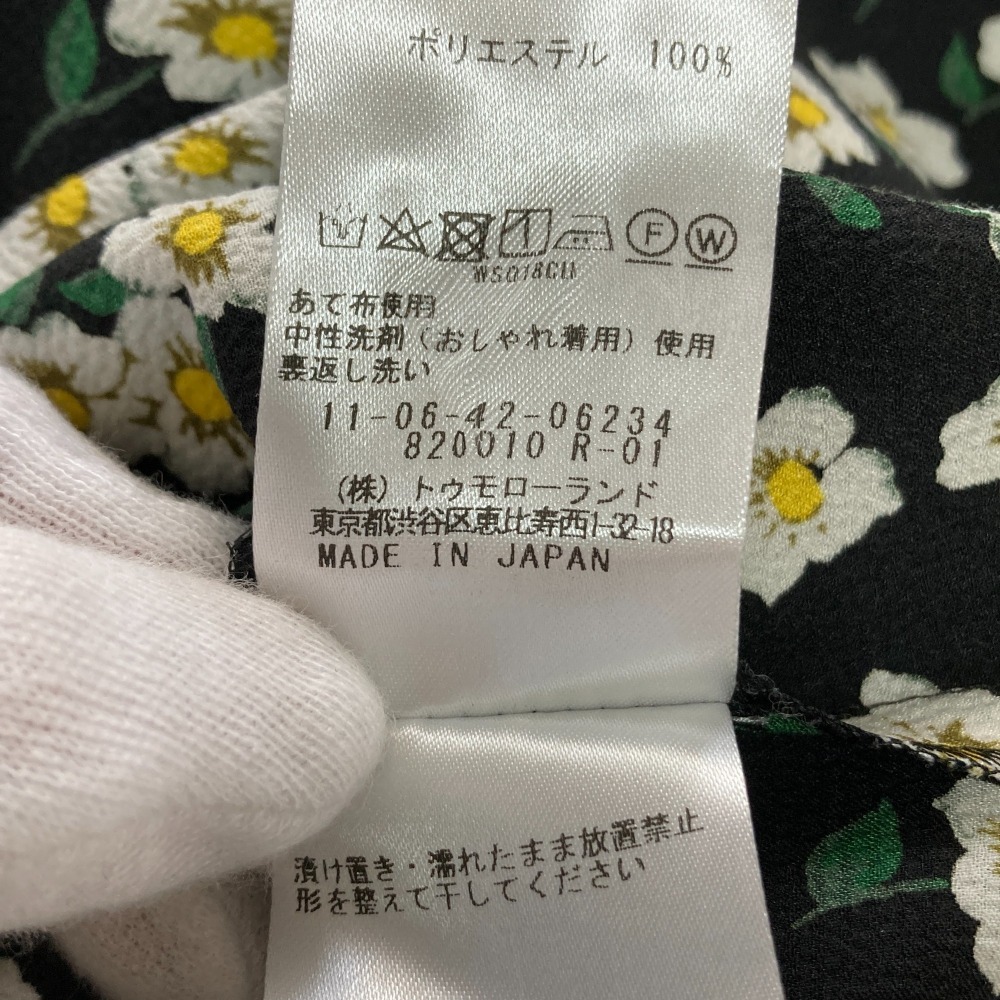 ポリエステル 100%
F W
WSQ18CH
あて布使用
中性洗剤(おしゃれ着用)使用
裏返し洗い
11-06-42-06234
820010 R-01
(株)トゥモローランド
東京都渋谷区恵比寿西1-32-18
MADE IN JAPAN
漬け置き・濡れたまま放置禁止
形を整えて干してください